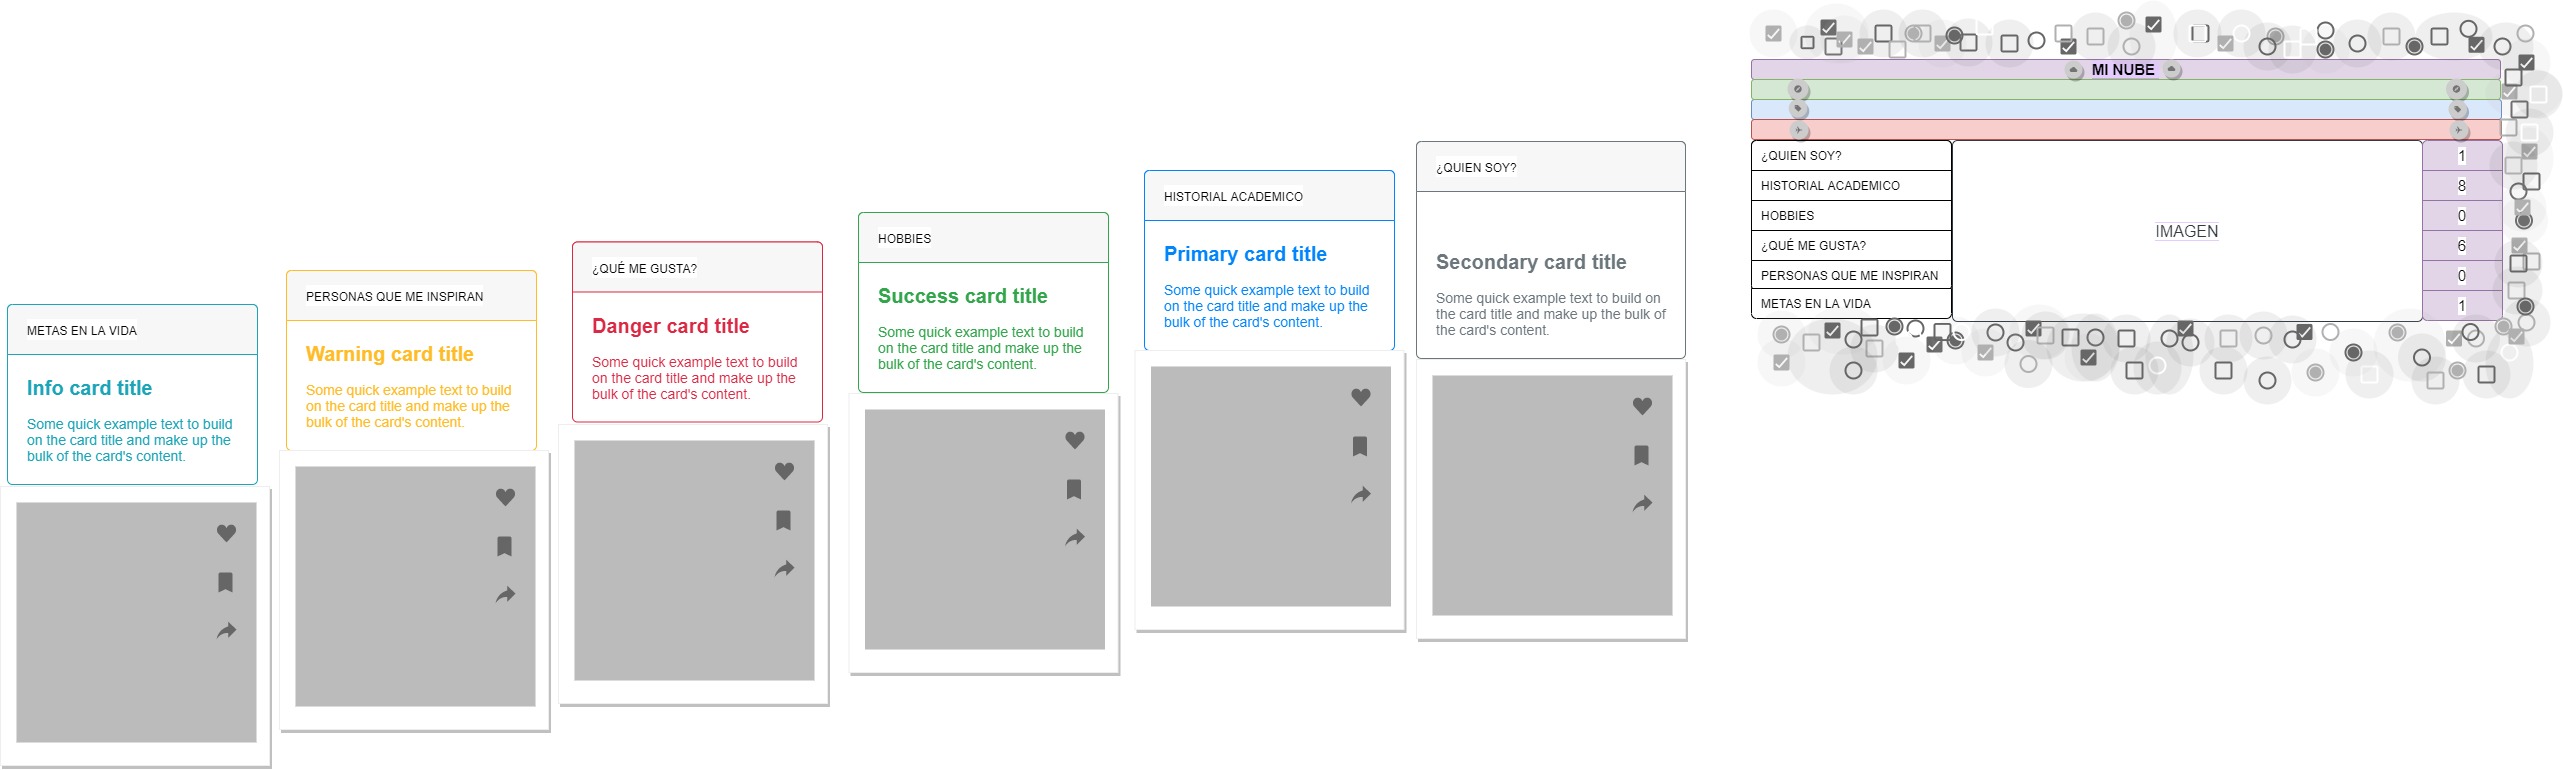 METAS EN LA VIDA
Info card title
Some quick example text to build
on the card title and make up the
bulk of the card's content.
PERSONAS QUE ME INSPIRAN
Warning card title
Some quick example text to build
on the card title and make up the
bulk of the card's content.
¿QUÉ ME GUSTA?
Danger card title
Some quick example text to build
on the card title and make up the
bulk of the card's content.
HOBBIES
Success card title
Some quick example text to build
on the card title and make up the
bulk of the card's content.
HISTORIAL ACADEMICO
Primary card title
Some quick example text to build
on the card title and make up the
bulk of the card's content.
¿QUIEN SOY?
Secondary card title
Some quick example text to build on
the card title and make up the bulk of
the card's content.
MI NUBE
¿QUIEN SOY?
HISTORIAL ACADEMICO
HOBBIES
¿QUÉ ME GUSTA?
PERSONAS QUE ME INSPIRAN
METAS EN LA VIDA
IMAGEN
1
8
0
6
0
1